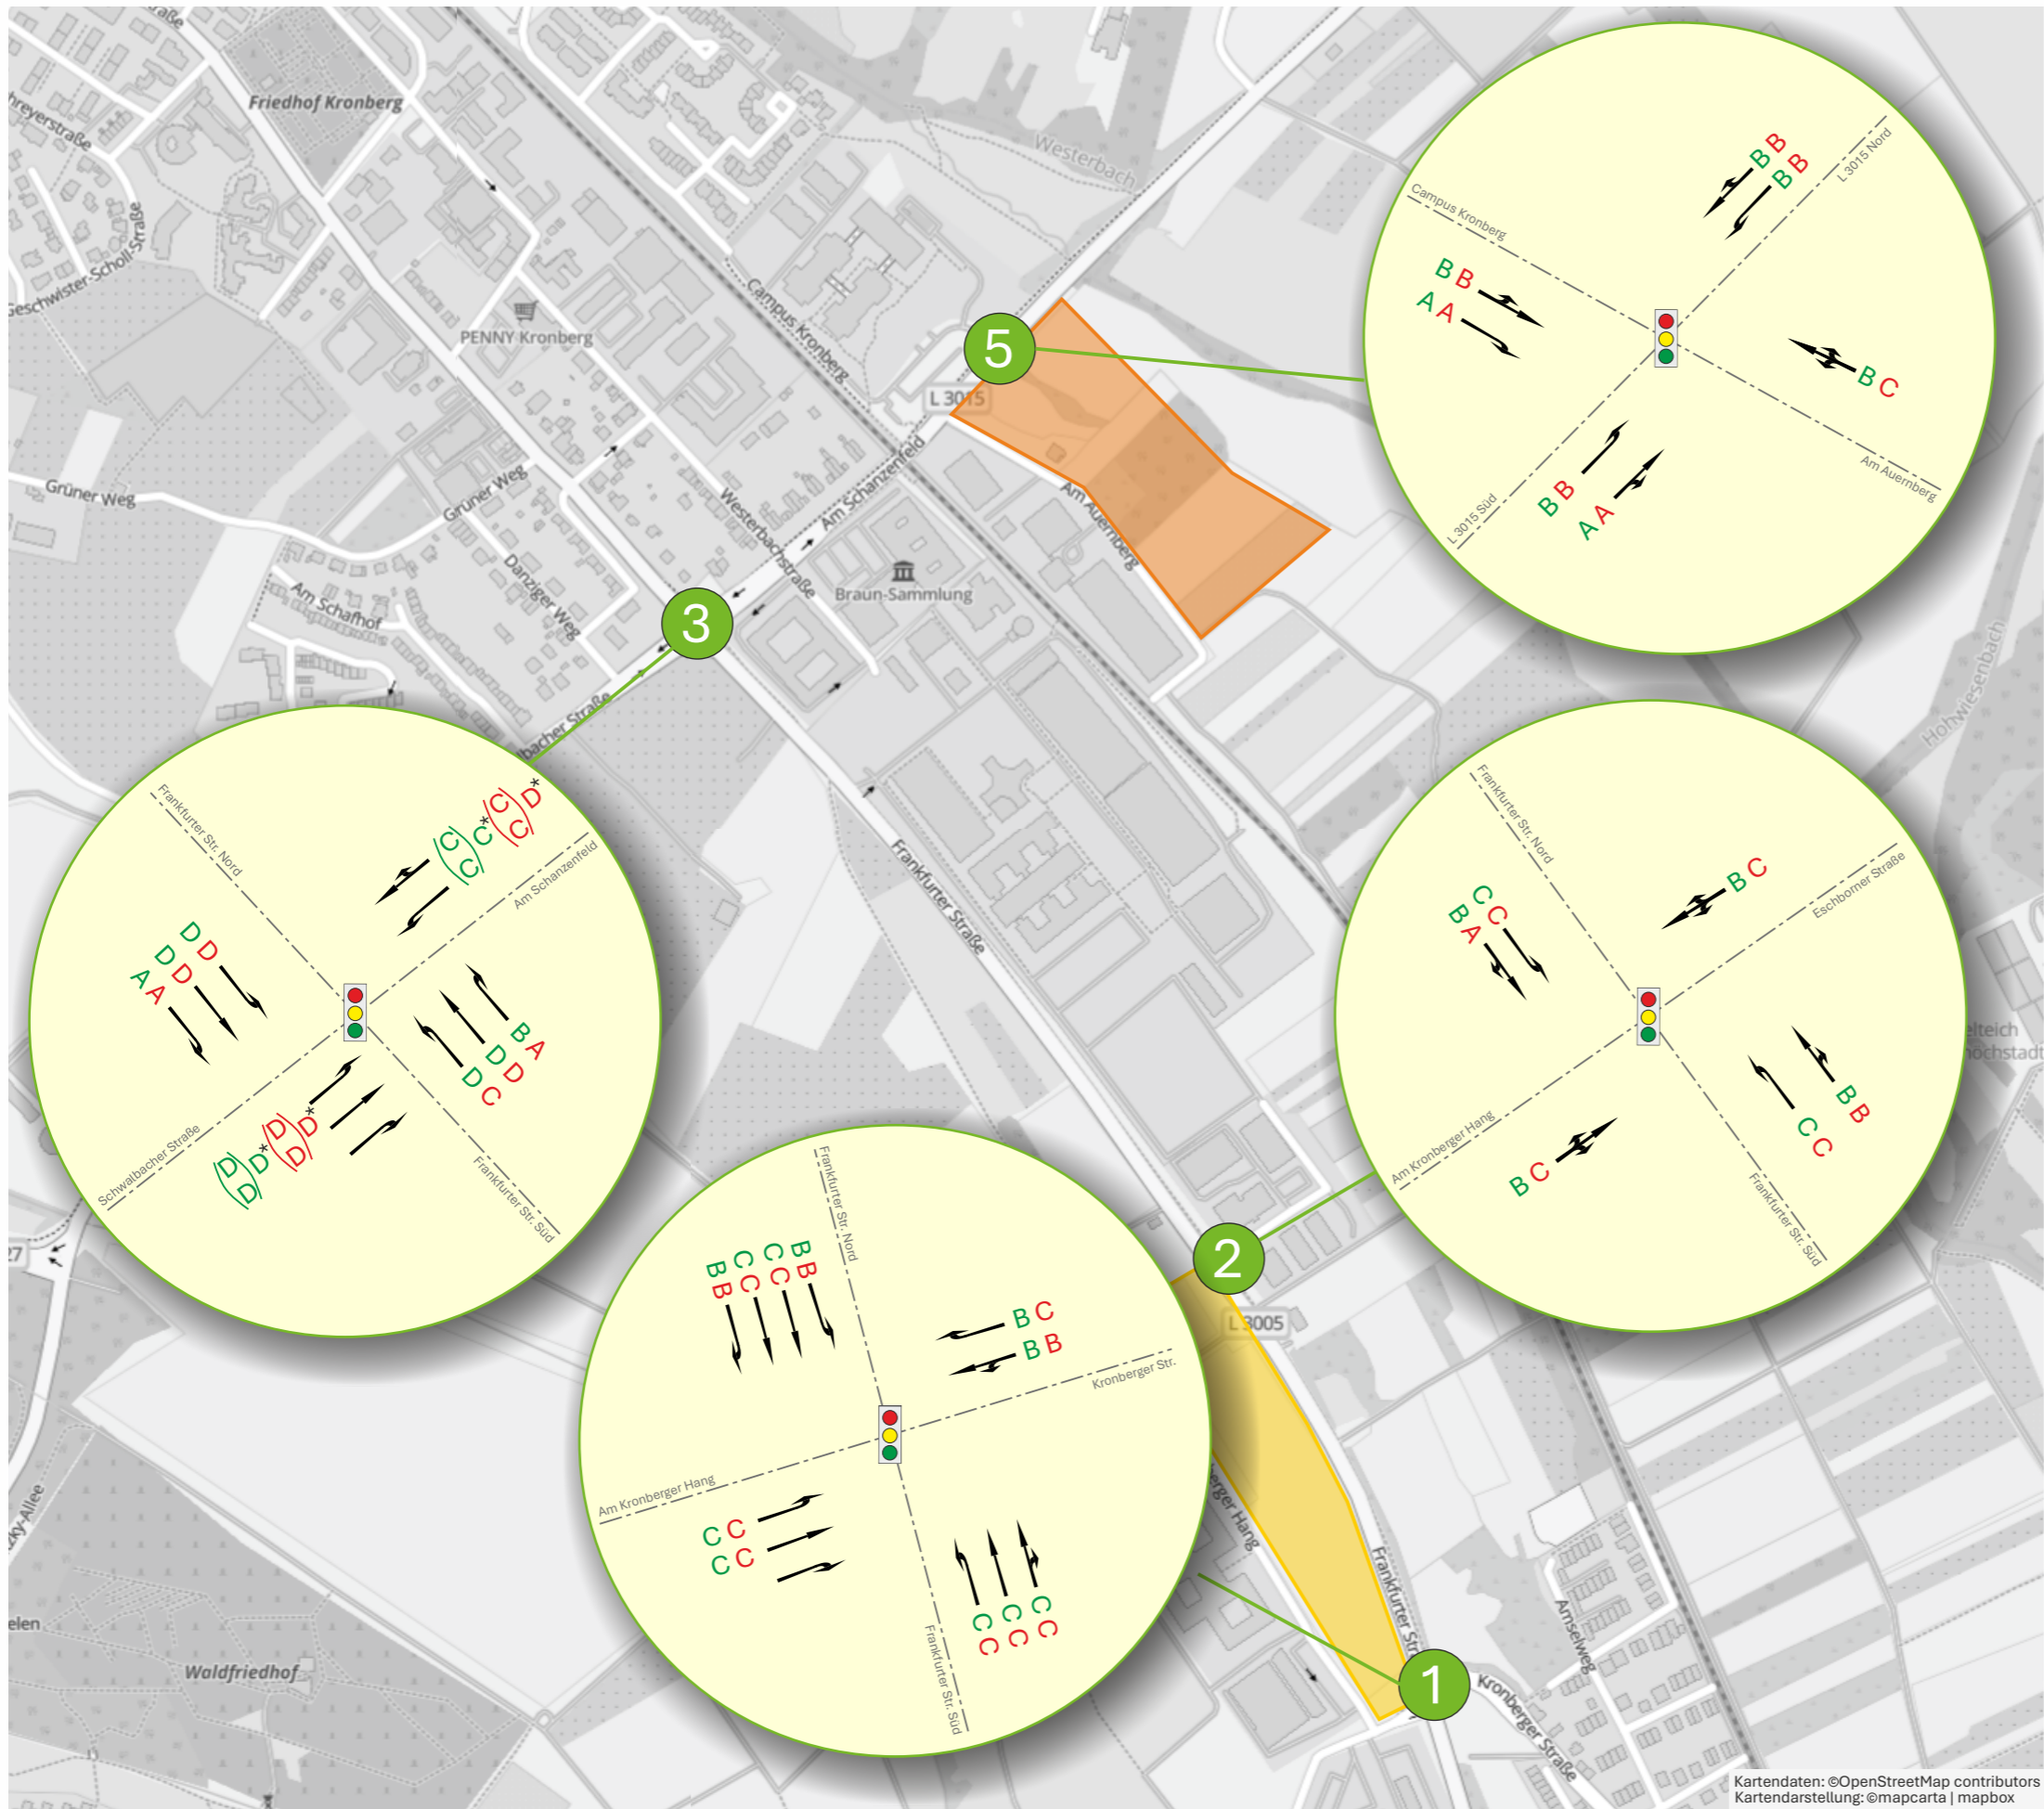 Friedhof Kronberg
Geschwister-Scholl-Straße
PENNY Kronberg
Grüner Weg
Grüner Weg
Am Schafhof
Danziger Weg
Westerbachstraße
Am Schanzenfeld
Campus Kronberg
Westerbach
L 3015
Am Auernberg
Braun-Sammlung
Frankfurter Straße
Hohwiesenbach
L 3005
Amselweg
Kronberger Straße
Waldfriedhof
5
3
2
1
Campus Kronberg
L 3015 Nord
L 3015 Süd
Am Auernberg
B B
B B
B B
A A
B C
B B
A A
Frankfurter Str. Nord
Am Schanzenfeld
Schwalbacher Straße
Frankfurter Str. Süd
(C C) C* (C C) D*
D D
D D
A A
B A
D D
D C
(D D) D* (D D) D*
Frankfurter Str. Nord
Eschborner Straße
Am Kronberger Hang
Frankfurter Str. Süd
B C
C C
B A
B B
C C
B C
Frankfurter Str. Nord
Kronberger Str.
Am Kronberger Hang
Frankfurter Str. Süd
B B
C C
C C
B B
B C
B B
C C
C C
C C
C C
C C
Kartendaten: ©OpenStreetMap contributors
Kartendarstellung: ©mapcarta | mapbox